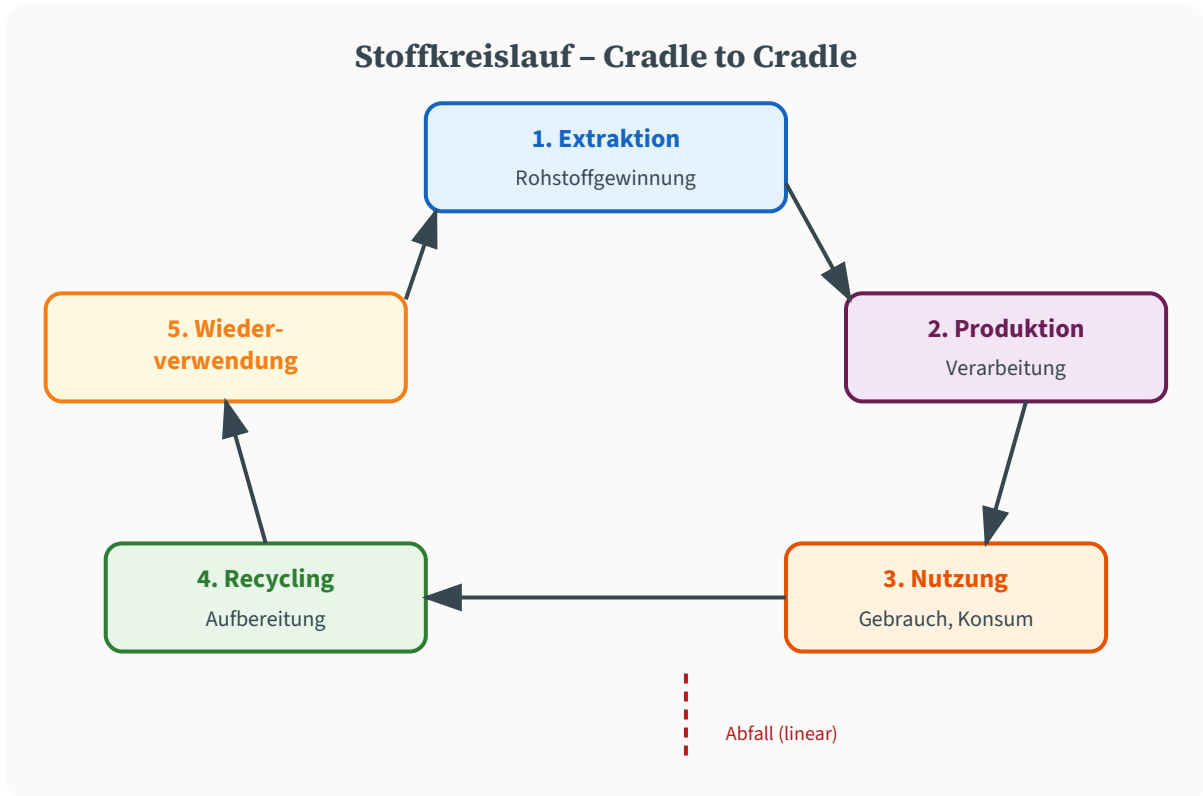 Stoffkreislauf – Cradle to Cradle
1. Extraktion
Rohstoffgewinnung
2. Produktion
Verarbeitung
3. Nutzung
Gebrauch, Konsum
4. Recycling
Aufbereitung
5. Wieder-
verwendung
Abfall (linear)